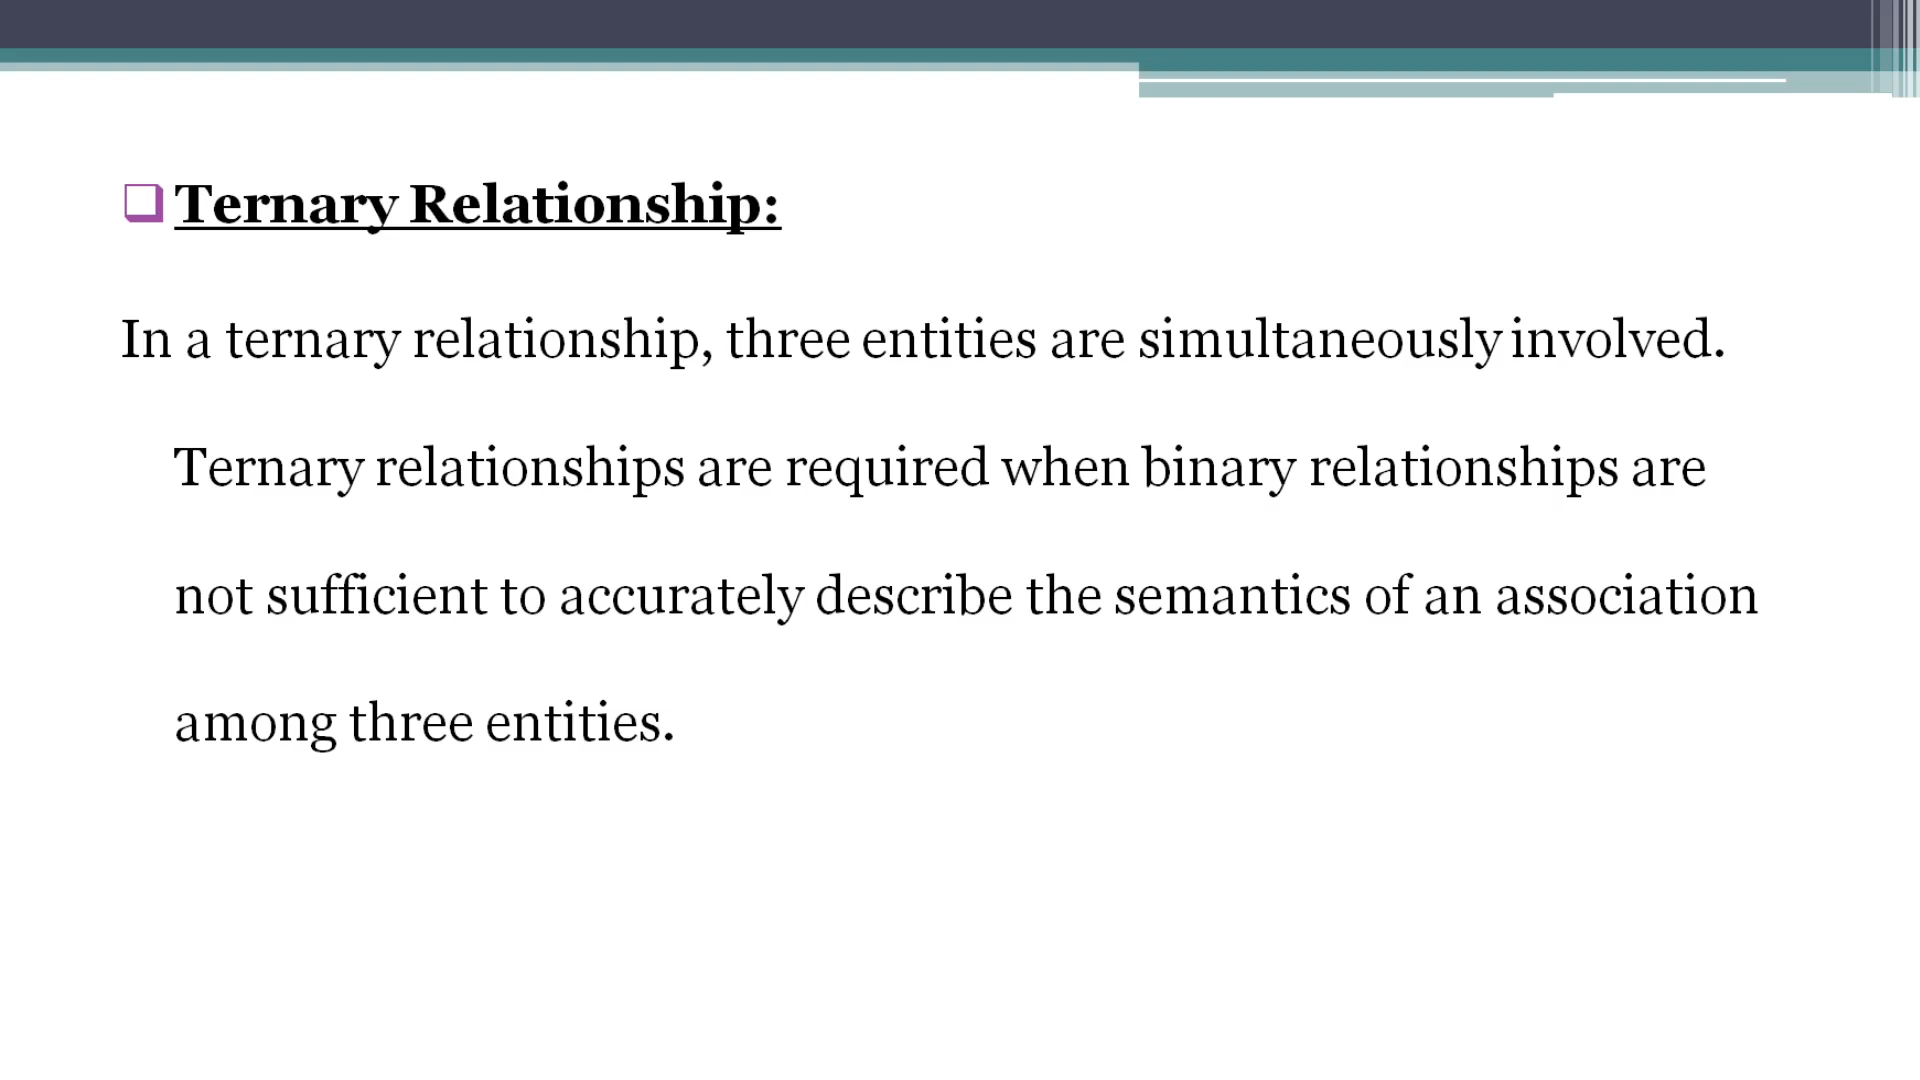 Ternary Relationship:
In a ternary relationship, three entities are simultaneously involved.
Ternary relationships are required when binary relationships are
not sufficient to accurately describe the semantics of an association
among three entities.